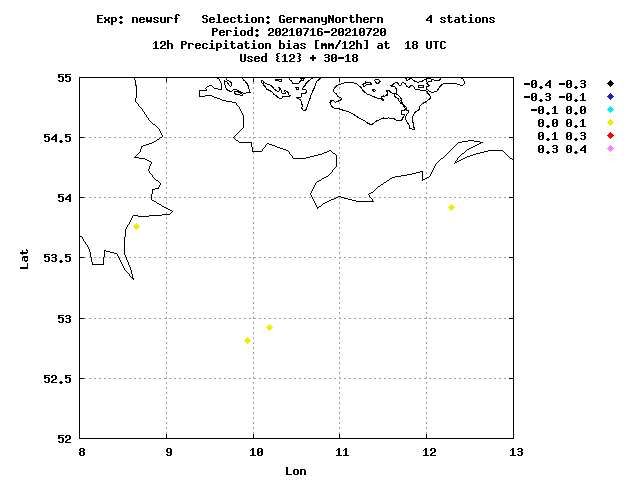 Exp: newsurf   Selection: GermanyNorthern      4 stations
Period: 20210716-20210720
12h Precipitation bias [mm/12h] at  18 UTC
Used {12} + 30-18
-0.4 -0.3
-0.3 -0.1
-0.1 0.0
0.0 0.1
0.1 0.3
0.3 0.4
55
54.5
54
53.5
53
52.5
52
Lat
8 9 10 11 12 13
Lon